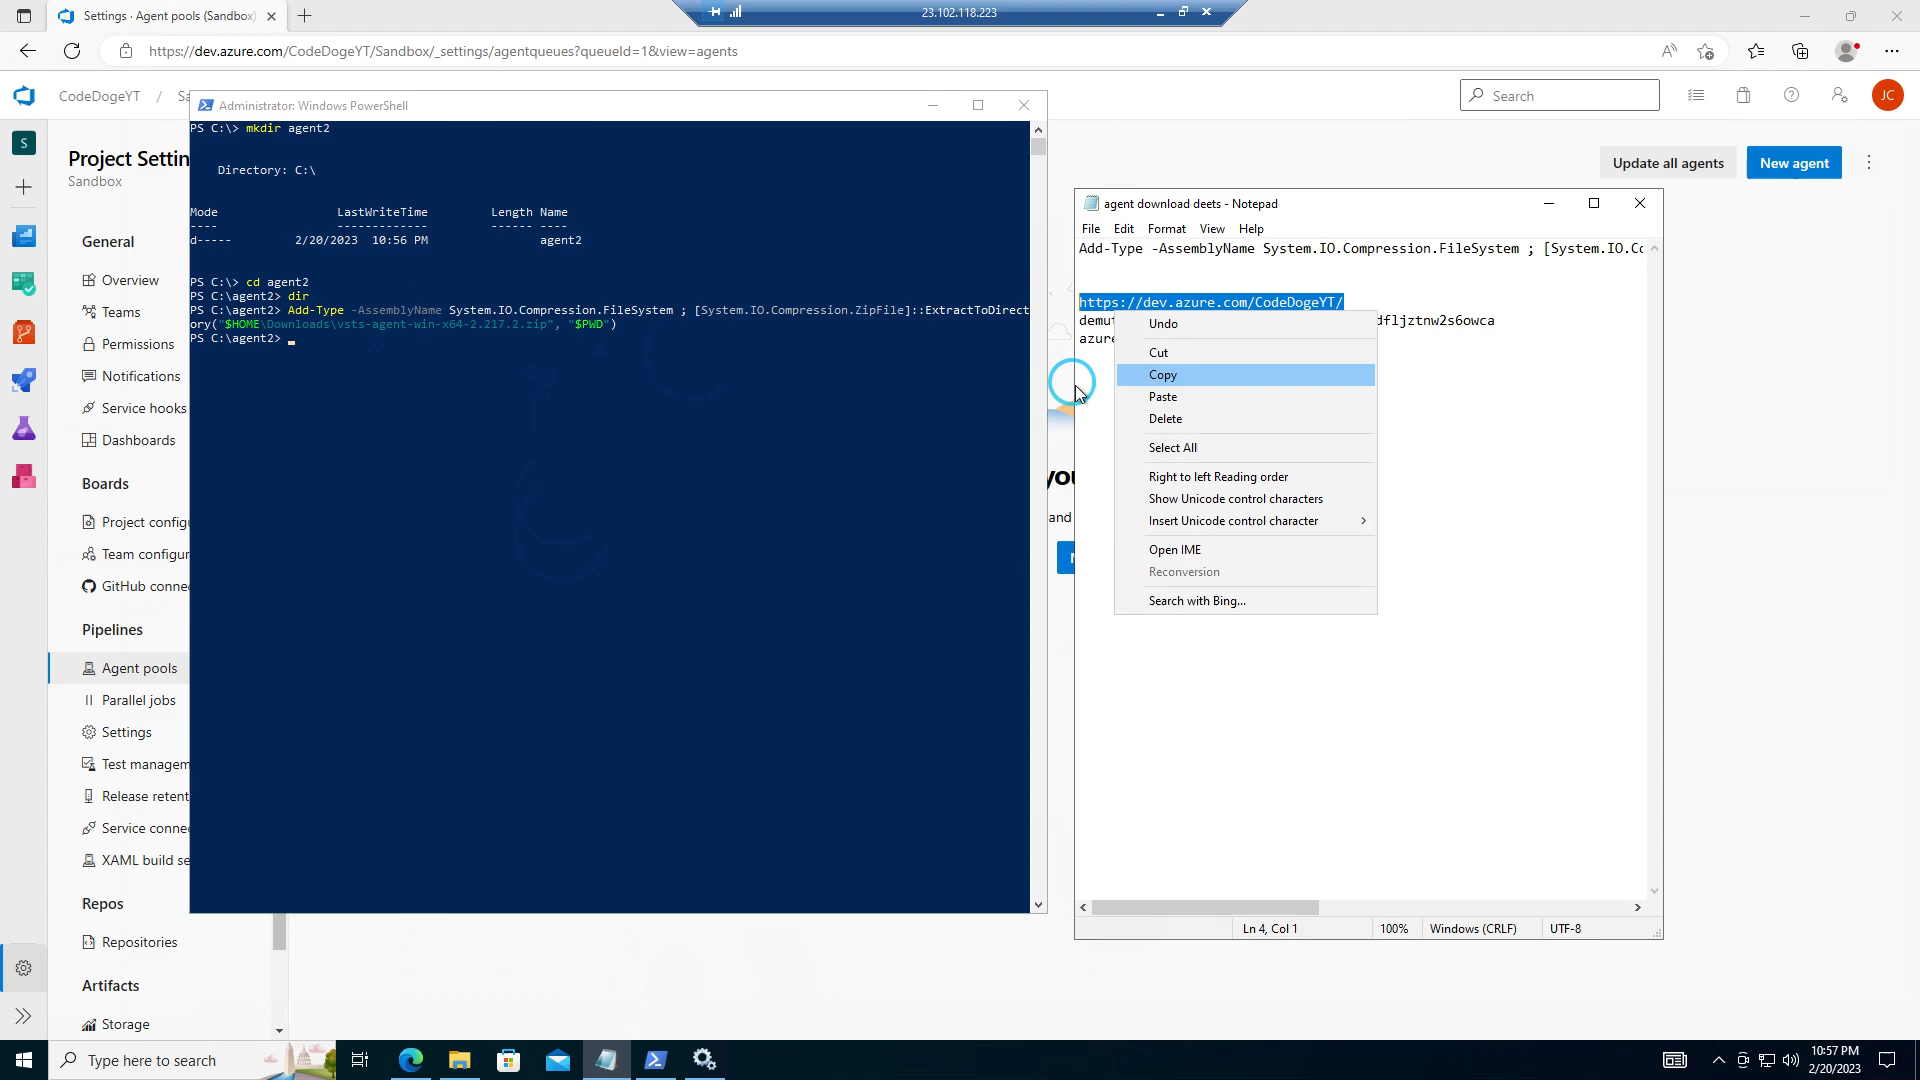 Settings · Agent pools (Sandbox)
23.102.118.223
https://dev.azure.com/CodeDogeYT/Sandbox/_settings/agentqueues?queueId=1&view=agents
CodeDogeYT / Sa
Search
JC
S
Project Settin
Sandbox
Update all agents
New agent
General
Overview
Teams
Permissions
Notifications
Service hooks
Dashboards
Boards
Project configu
Team configur
GitHub connec
Pipelines
Agent pools
Parallel jobs
Settings
Test managem
Release retent
Service connec
XAML build se
Repos
Repositories
Artifacts
Storage
Administrator: Windows PowerShell
PS C:\> mkdir agent2
Directory: C:\
Mode LastWriteTime Length Name
---- ------------- ------ ----
d----- 2/20/2023 10:56 PM agent2
PS C:\> cd agent2
PS C:\agent2> dir
PS C:\agent2> Add-Type -AssemblyName System.IO.Compression.FileSystem ; [System.IO.Compression.ZipFile]::ExtractToDirect
ory("$HOME\Downloads\vsts-agent-win-x64-2.217.2.zip", "$PWD")
PS C:\agent2>
you
and
agent download deets - Notepad
File Edit Format View Help
Add-Type -AssemblyName System.IO.Compression.FileSystem ; [System.IO.Co
https://dev.azure.com/CodeDogeYT/
demut dfljztnw2s6owca
azure
Undo
Cut
Copy
Paste
Delete
Select All
Right to left Reading order
Show Unicode control characters
Insert Unicode control character
Open IME
Reconversion
Search with Bing...
Ln 4, Col 1 100% Windows (CRLF) UTF-8
Type here to search
10:57 PM
2/20/2023